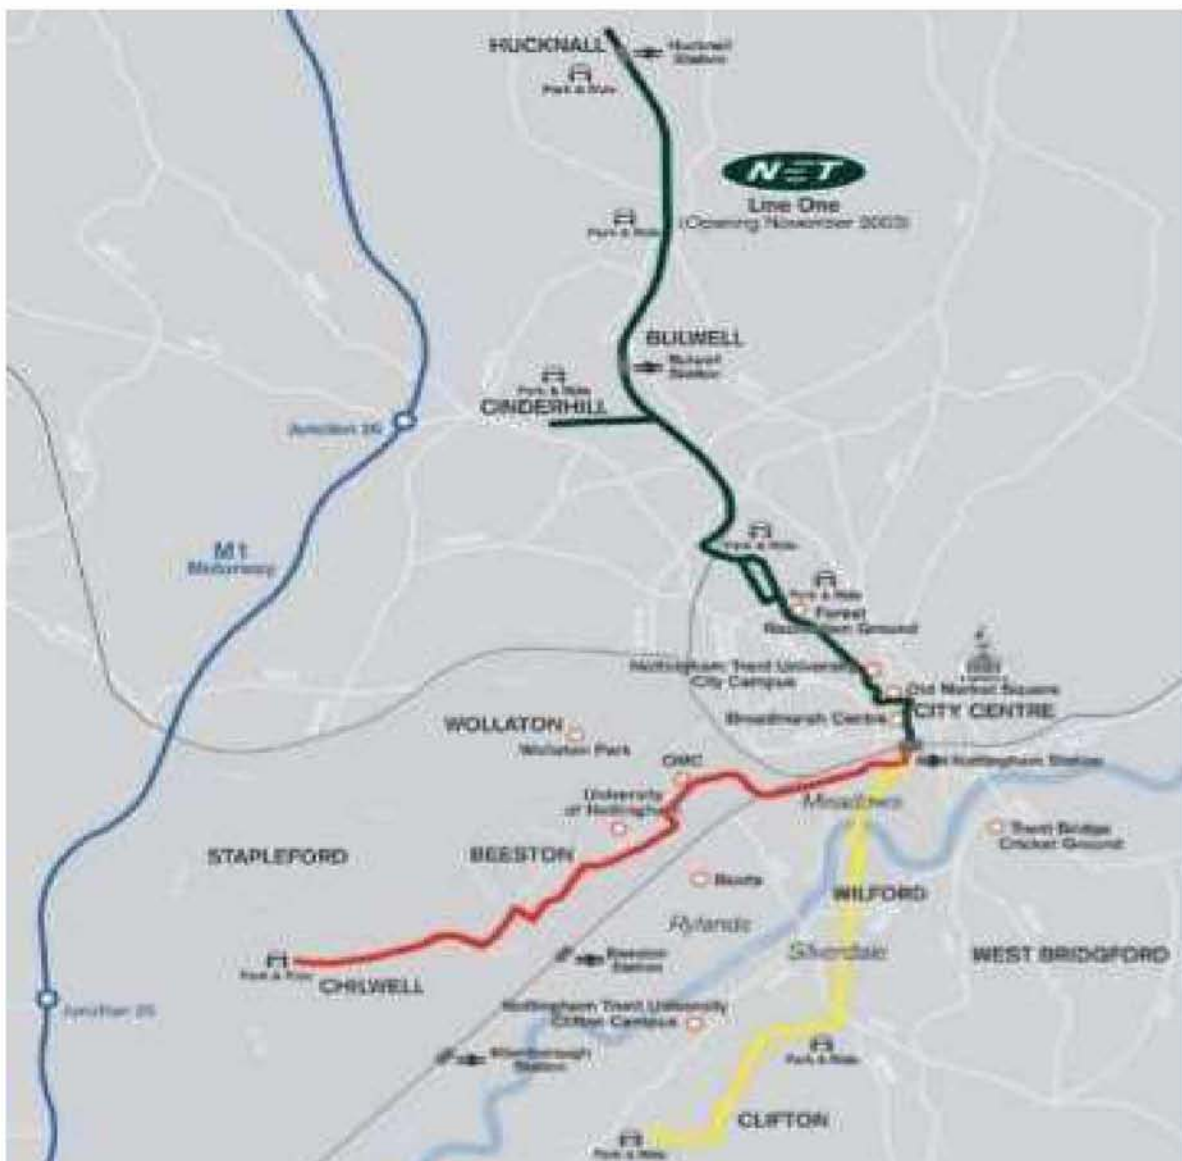 HUCKNALL
Hucknall
Station
Park & Ride
NET
Line One
(Opening November 2003)
Park & Ride
BULWELL
Bulwell
Station
Park & Ride
CINDERHILL
Junction 26
M1
Motorway
Park & Ride
Park & Ride
Forest
Recreation Ground
Nottingham Trent University
City Campus
Old Market Square
CITY CENTRE
Broadmarsh Centre
Nottingham Station
WOLLATON
Wollaton Park
QMC
University
of Nottingham
Meadows
Trent Bridge
Cricket Ground
STAPLEFORD
BEESTON
Boots
WILFORD
Rylands
Silverdale
WEST BRIDGFORD
Beeston
Station
Park & Ride
CHILWELL
Junction 25
Nottingham Trent University
Clifton Campus
Attenborough
Station
Park & Ride
CLIFTON
Park & Ride